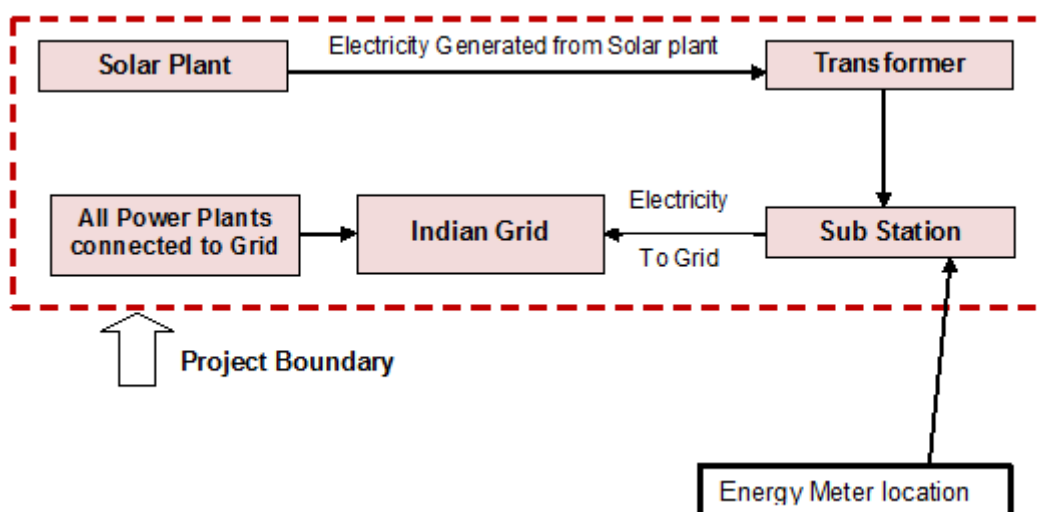 Electricity Generated from Solar plant
Solar Plant
Transformer
All Power Plants
connected to Grid
Indian Grid
Electricity
To Grid
Sub Station
Project Boundary
Energy Meter location